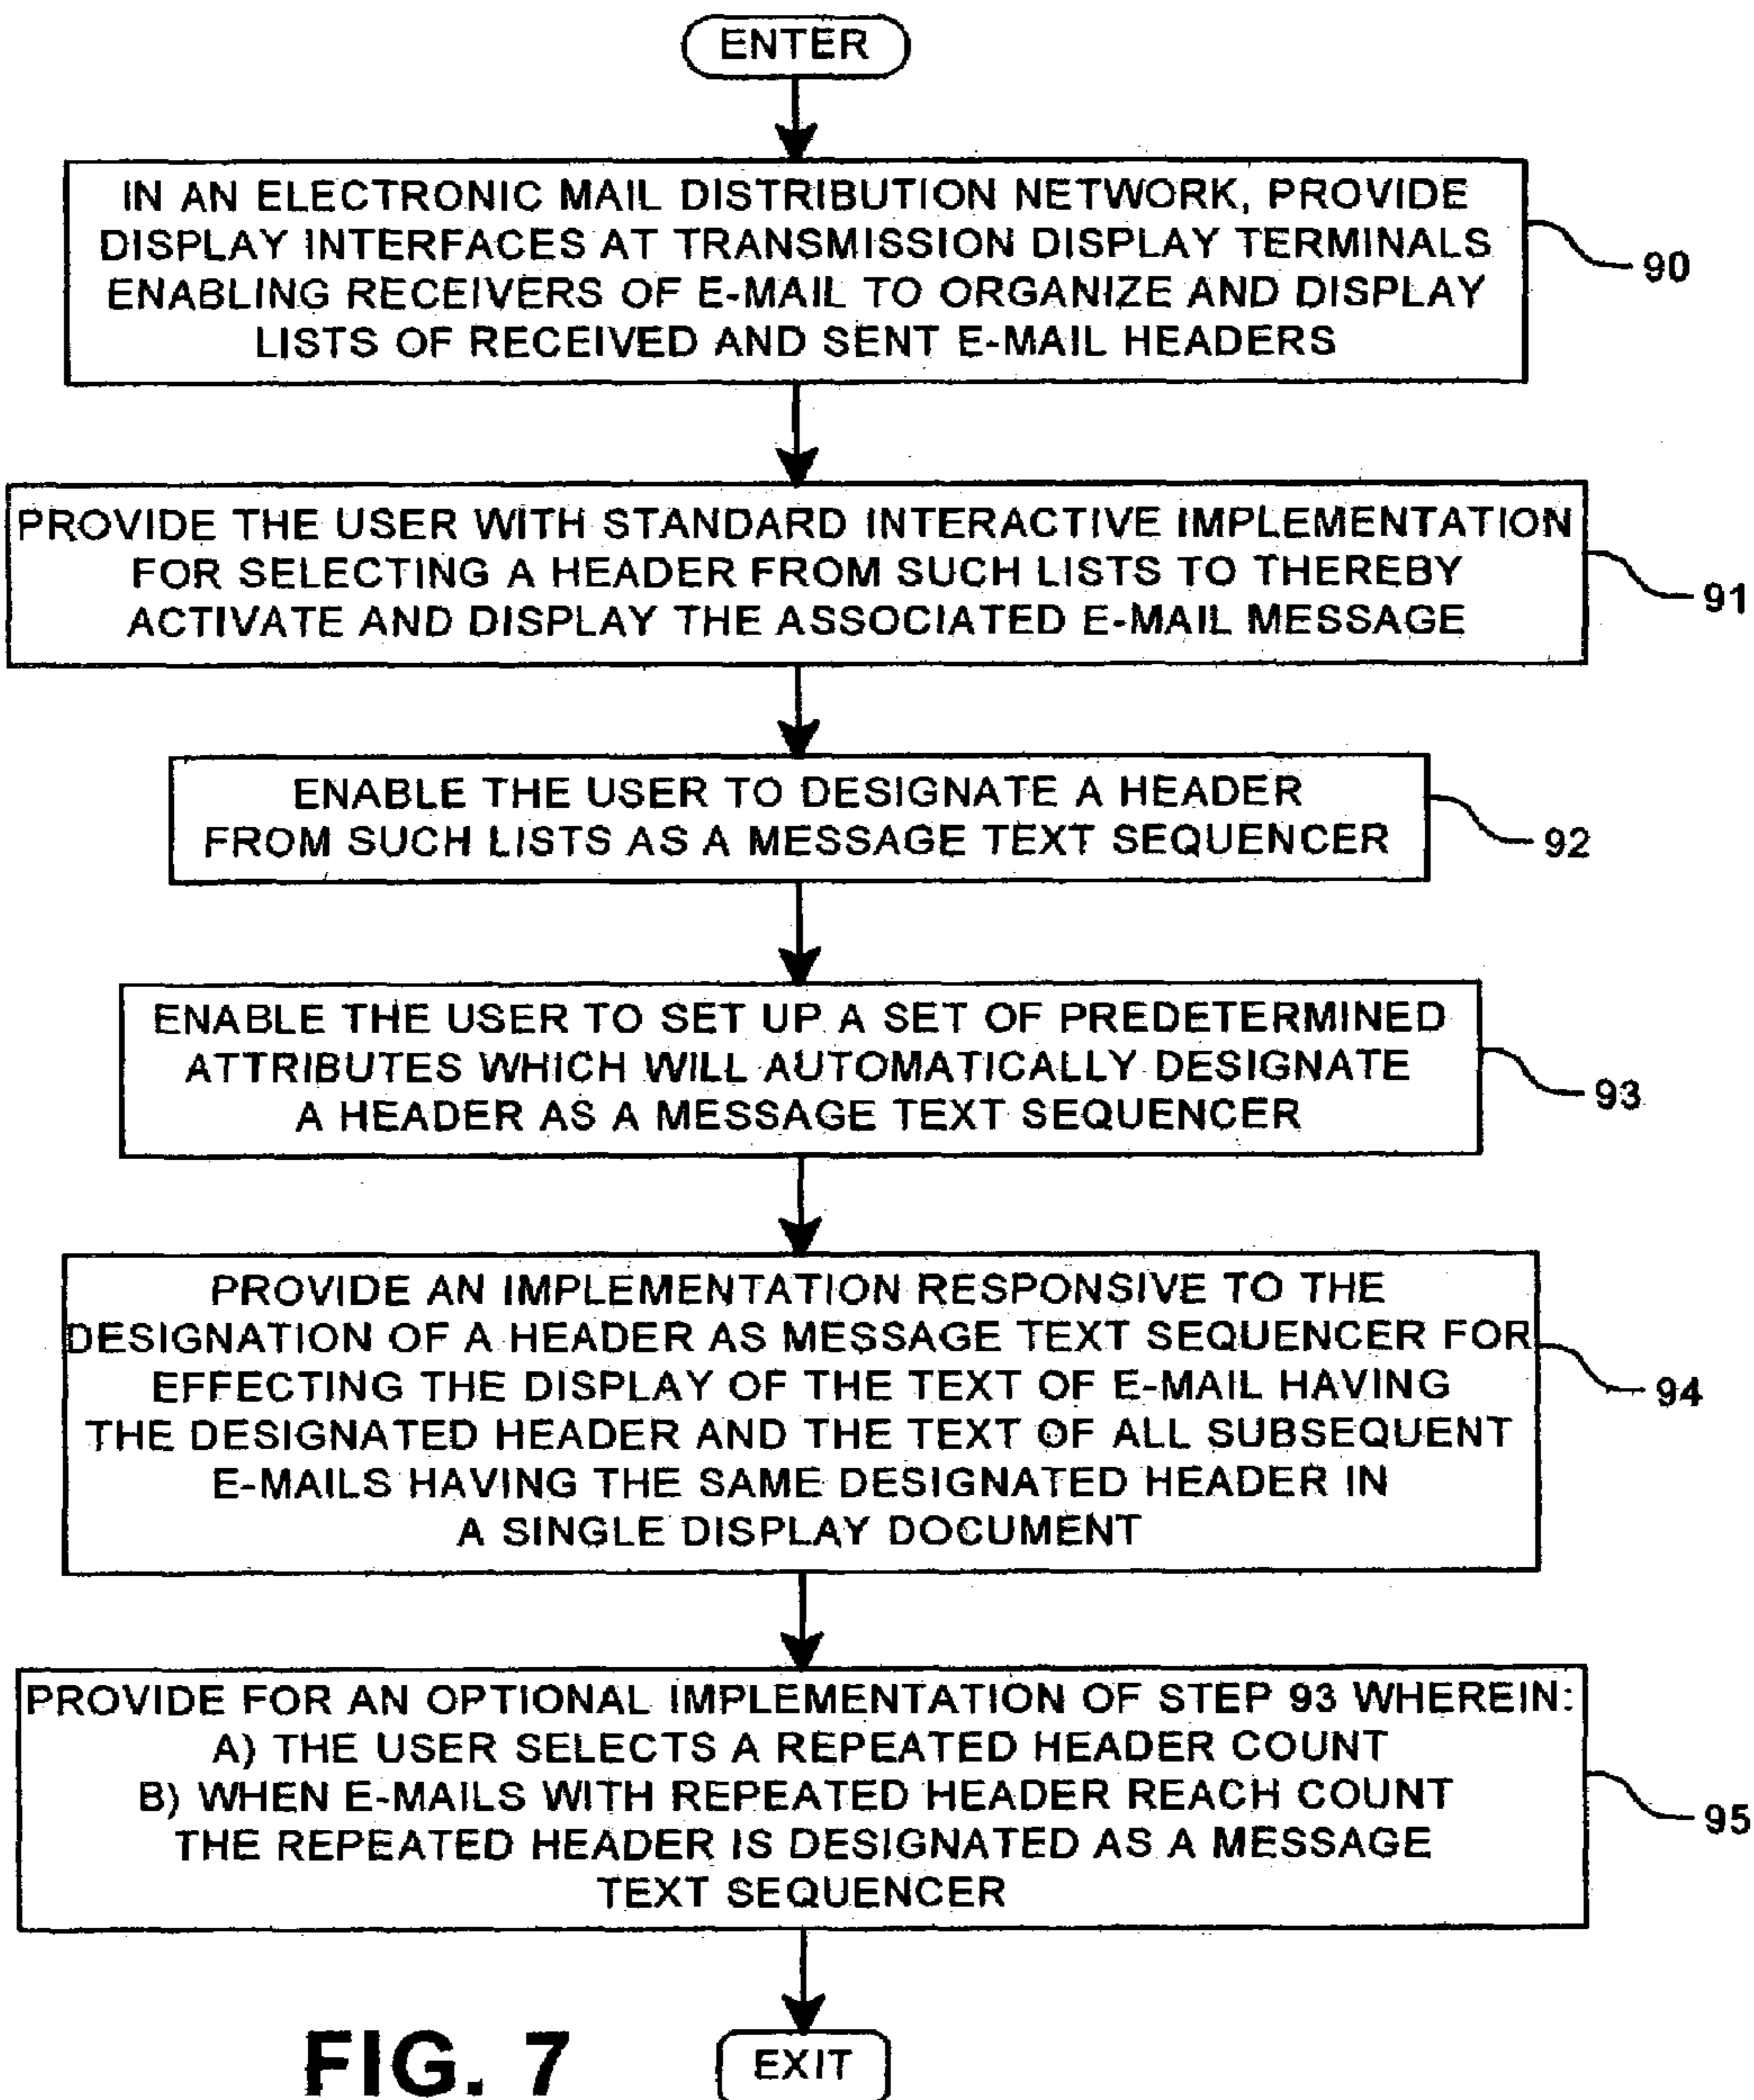 ENTER
IN AN ELECTRONIC MAIL DISTRIBUTION NETWORK, PROVIDE
DISPLAY INTERFACES AT TRANSMISSION DISPLAY TERMINALS
ENABLING RECEIVERS OF E-MAIL TO ORGANIZE AND DISPLAY
LISTS OF RECEIVED AND SENT E-MAIL HEADERS
90
PROVIDE THE USER WITH STANDARD INTERACTIVE IMPLEMENTATION
FOR SELECTING A HEADER FROM SUCH LISTS TO THEREBY
ACTIVATE AND DISPLAY THE ASSOCIATED E-MAIL MESSAGE
91
ENABLE THE USER TO DESIGNATE A HEADER
FROM SUCH LISTS AS A MESSAGE TEXT SEQUENCER
92
ENABLE THE USER TO SET UP A SET OF PREDETERMINED
ATTRIBUTES WHICH WILL AUTOMATICALLY DESIGNATE
A HEADER AS A MESSAGE TEXT SEQUENCER
93
PROVIDE AN IMPLEMENTATION RESPONSIVE TO THE
DESIGNATION OF A HEADER AS MESSAGE TEXT SEQUENCER FOR
EFFECTING THE DISPLAY OF THE TEXT OF E-MAIL HAVING
THE DESIGNATED HEADER AND THE TEXT OF ALL SUBSEQUENT
E-MAILS HAVING THE SAME DESIGNATED HEADER IN
A SINGLE DISPLAY DOCUMENT
94
PROVIDE FOR AN OPTIONAL IMPLEMENTATION OF STEP 93 WHEREIN:
A) THE USER SELECTS A REPEATED HEADER COUNT
B) WHEN E-MAILS WITH REPEATED HEADER REACH COUNT
THE REPEATED HEADER IS DESIGNATED AS A MESSAGE
TEXT SEQUENCER
95
FIG. 7
EXIT